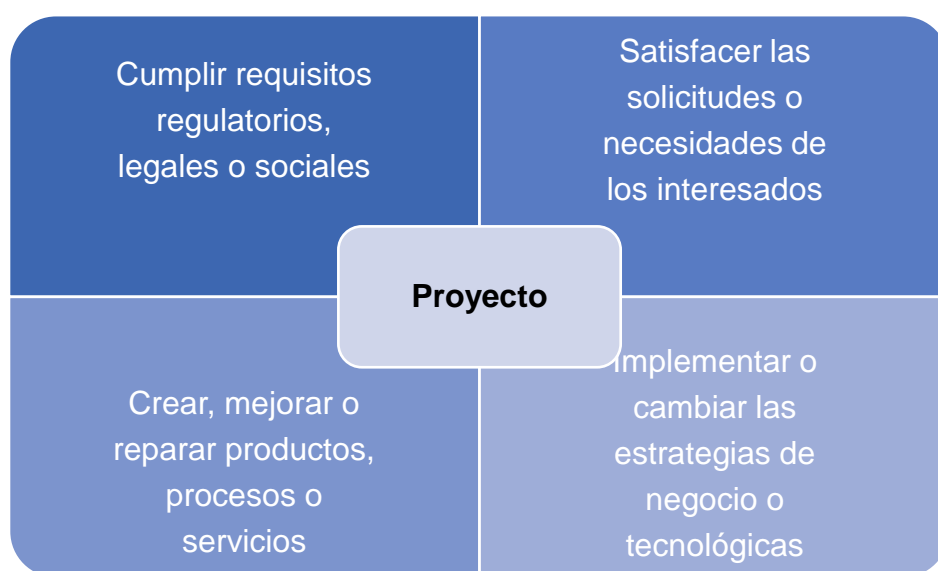 Cumplir requisitos
regulatorios,
legales o sociales
Satisfacer las
solicitudes o
necesidades de
los interesados
Proyecto
Crear, mejorar o
reparar productos,
procesos o
servicios
Implementar o
cambiar las
estrategias de
negocio o
tecnológicas